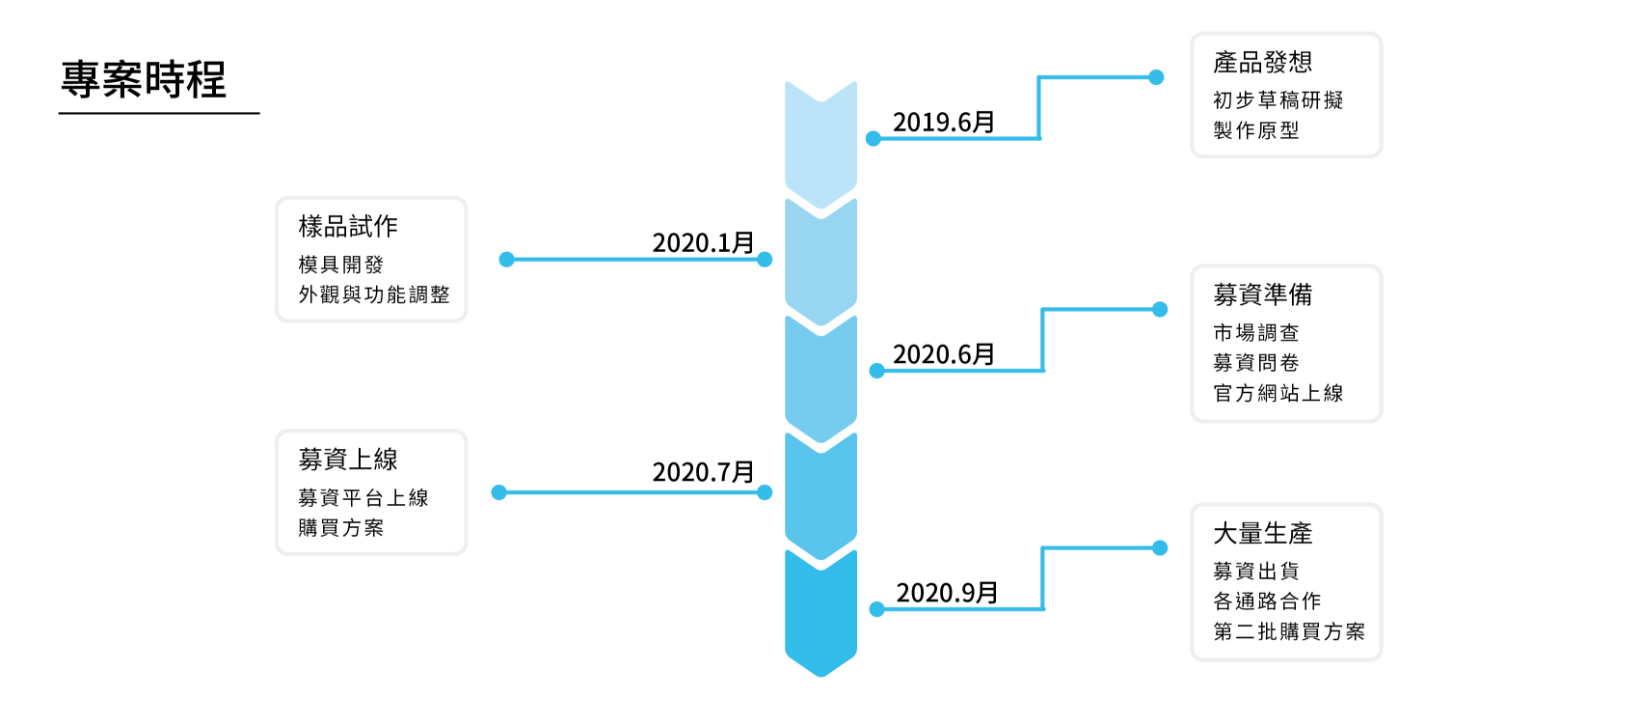 專案時程
2019.6月
產品發想
初步草稿研擬
製作原型
2020.1月
樣品試作
模具開發
外觀與功能調整
2020.6月
募資準備
市場調查
募資問卷
官方網站上線
2020.7月
募資上線
募資平台上線
購買方案
2020.9月
大量生產
募資出貨
各通路合作
第二批購買方案